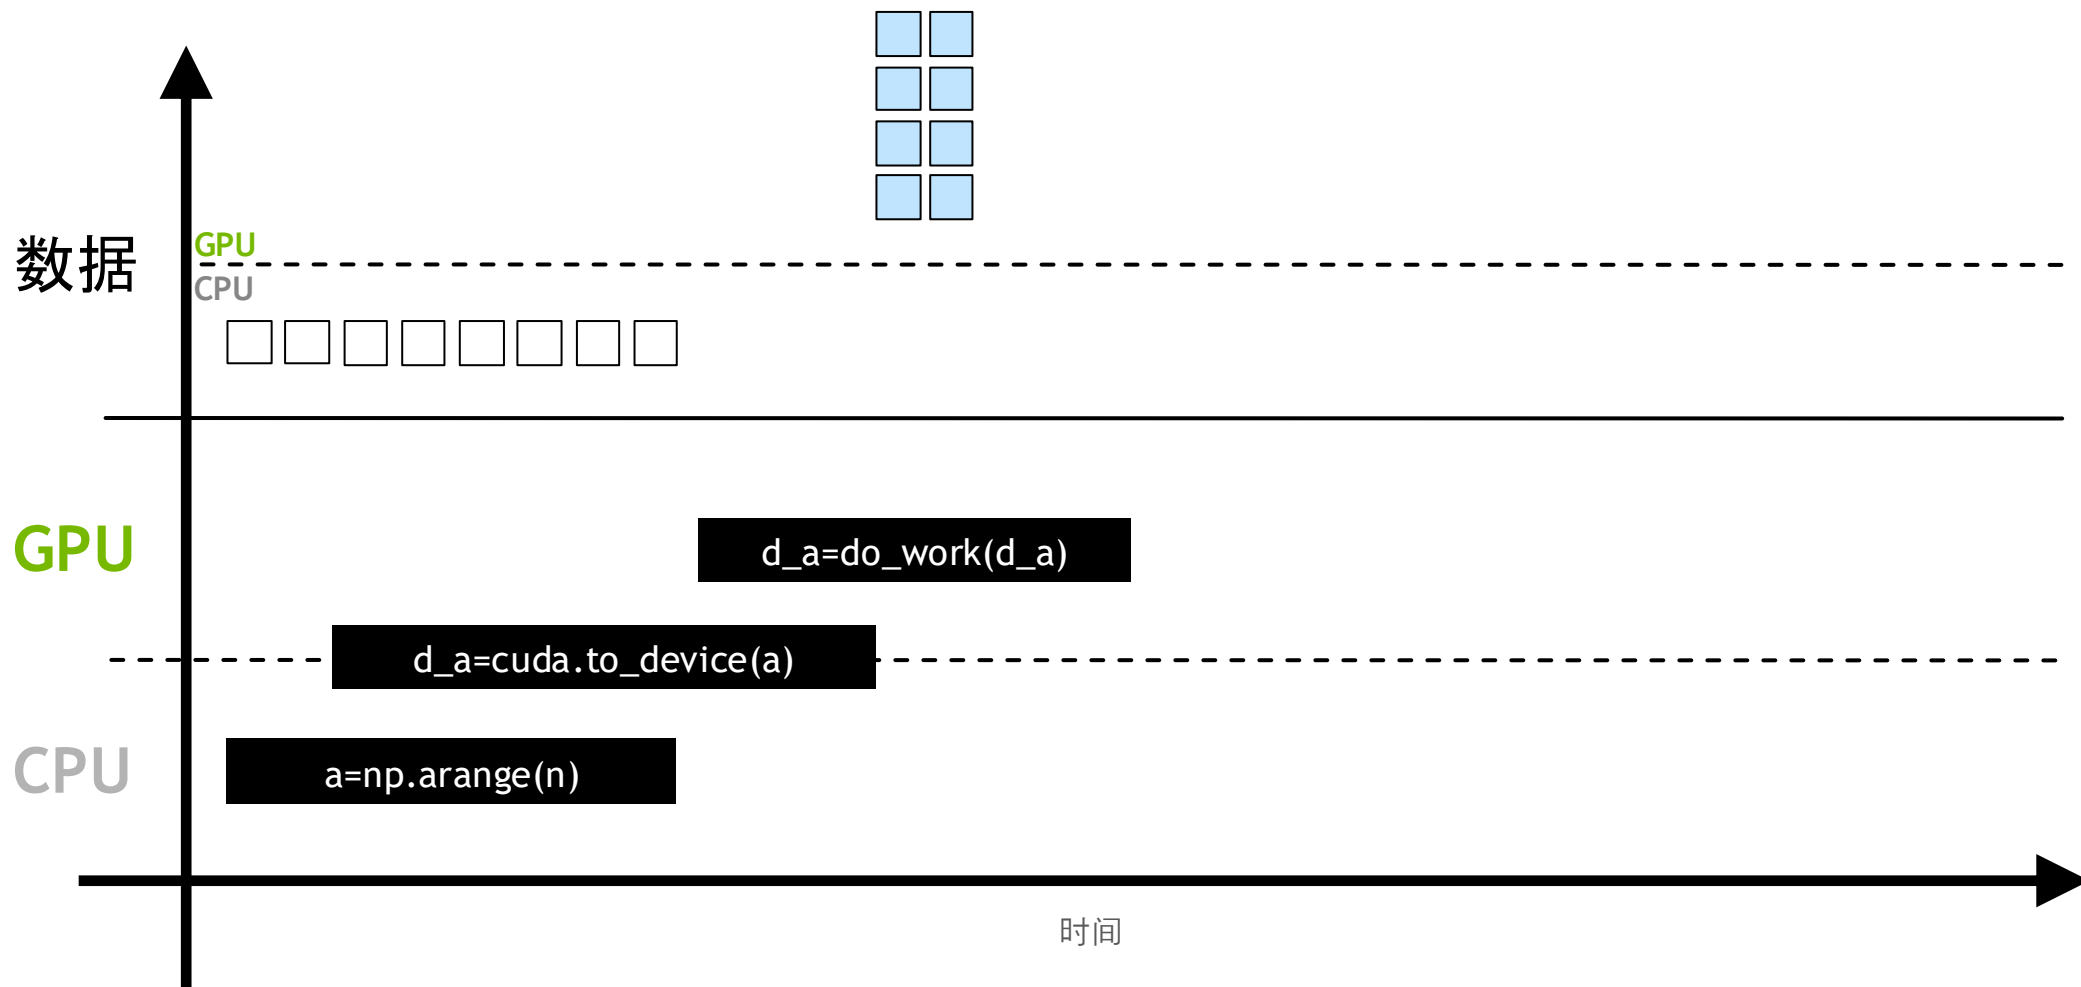 数据
GPU
CPU
GPU
d_a=do_work(d_a)
d_a=cuda.to_device(a)
CPU
a=np.arange(n)
时间